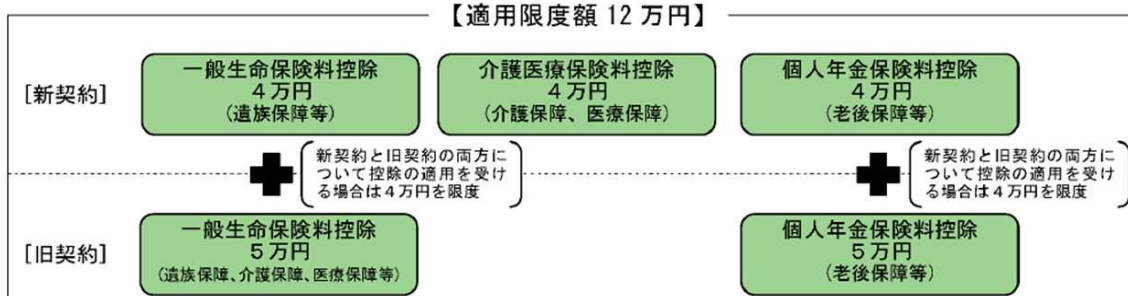 【適用限度額12万円】
[新契約]
一般生命保険料控除
4万円
(遺族保障等)
介護医療保険料控除
4万円
(介護保障、医療保障)
個人年金保険料控除
4万円
(老後保障等)
新契約と旧契約の両方に
ついて控除の適用を受け
る場合は4万円を限度
新契約と旧契約の両方に
ついて控除の適用を受け
る場合は4万円を限度
[旧契約]
一般生命保険料控除
5万円
(遺族保障、介護保障、医療保障等)
個人年金保険料控除
5万円
(老後保障等)